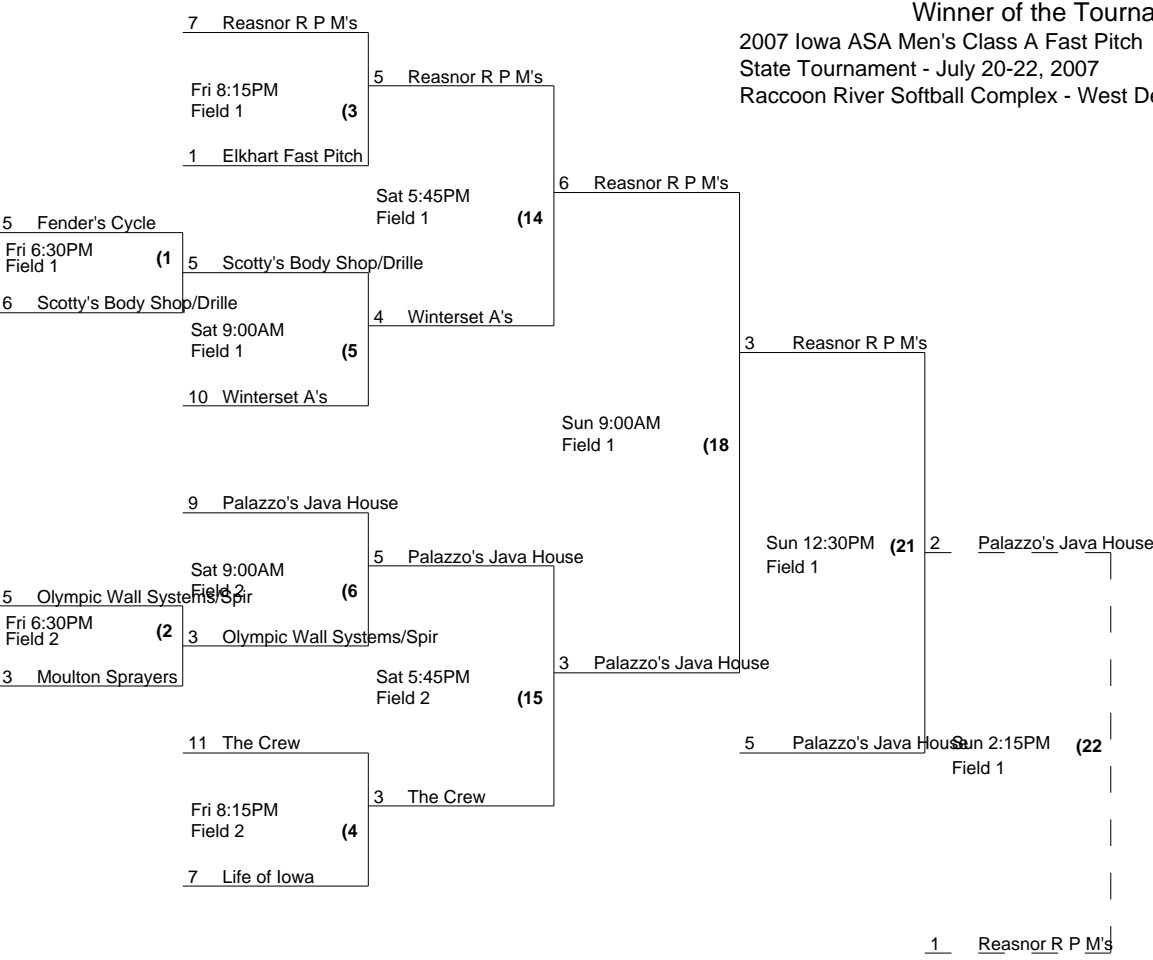 Winner of the Tourna
2007 Iowa ASA Men's Class A Fast Pitch
State Tournament - July 20-22, 2007
Raccoon River Softball Complex - West De
7 Reasnor R P M's
Fri 8:15PM
Field 1 (3
5 Reasnor R P M's
1 Elkhart Fast Pitch
Sat 5:45PM
Field 1 (14
6 Reasnor R P M's
5 Fender's Cycle
Fri 6:30PM
Field 1 (1
5 Scotty's Body Shop/Drille
6 Scotty's Body Shop/Drille
Sat 9:00AM
Field 1 (5
4 Winterset A's
10 Winterset A's
3 Reasnor R P M's
Sun 9:00AM
Field 1 (18
9 Palazzo's Java House
Sat 9:00AM
Field 2 (6
5 Palazzo's Java House
5 Olympic Wall Systems/Spir
Fri 6:30PM
Field 2 (2
3 Olympic Wall Systems/Spir
3 Moulton Sprayers
Sat 5:45PM
Field 2 (15
3 Palazzo's Java House
Sun 12:30PM (21
Field 1
2 Palazzo's Java House
11 The Crew
Fri 8:15PM
Field 2 (4
3 The Crew
7 Life of Iowa
5 Palazzo's Java House
Sun 2:15PM (22
Field 1
1 Reasnor R P M's